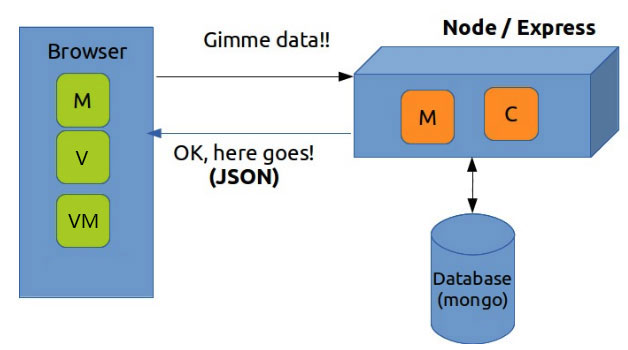 Browser
M
V
VM
Gimme data!!
OK, here goes!
(JSON)
Node / Express
M
C
Database
(mongo)